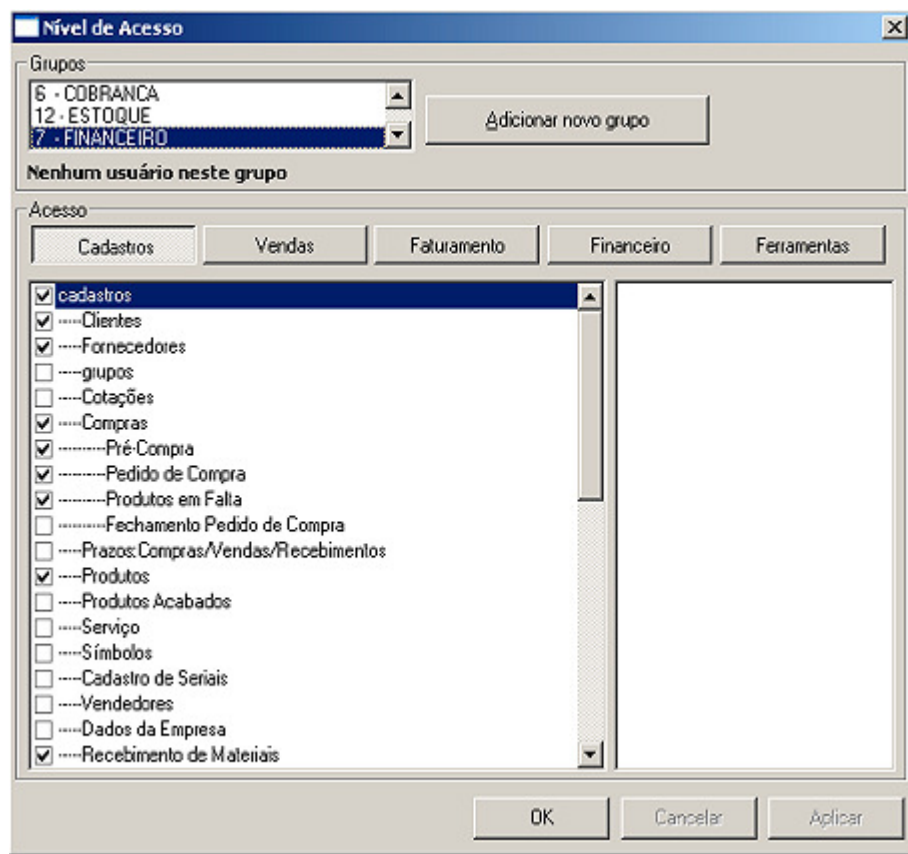 Nível de Acesso
Grupos
6 - COBRANCA
12 - ESTOQUE
7 - FINANCEIRO
Adicionar novo grupo
Nenhum usuário neste grupo
Acesso
Cadastros Vendas Faturamento Financeiro Ferramentas
cadastros
-----Clientes
-----Fornecedores
-----grupos
-----Cotações
-----Compras
----------Pré-Compra
----------Pedido de Compra
----------Produtos em Falta
----------Fechamento Pedido de Compra
-----Prazos:Compras/Vendas/Recebimentos
-----Produtos
-----Produtos Acabados
-----Serviço
-----Símbolos
-----Cadastro de Seriais
-----Vendedores
-----Dados da Empresa
-----Recebimento de Materiais
OK Cancelar Aplicar